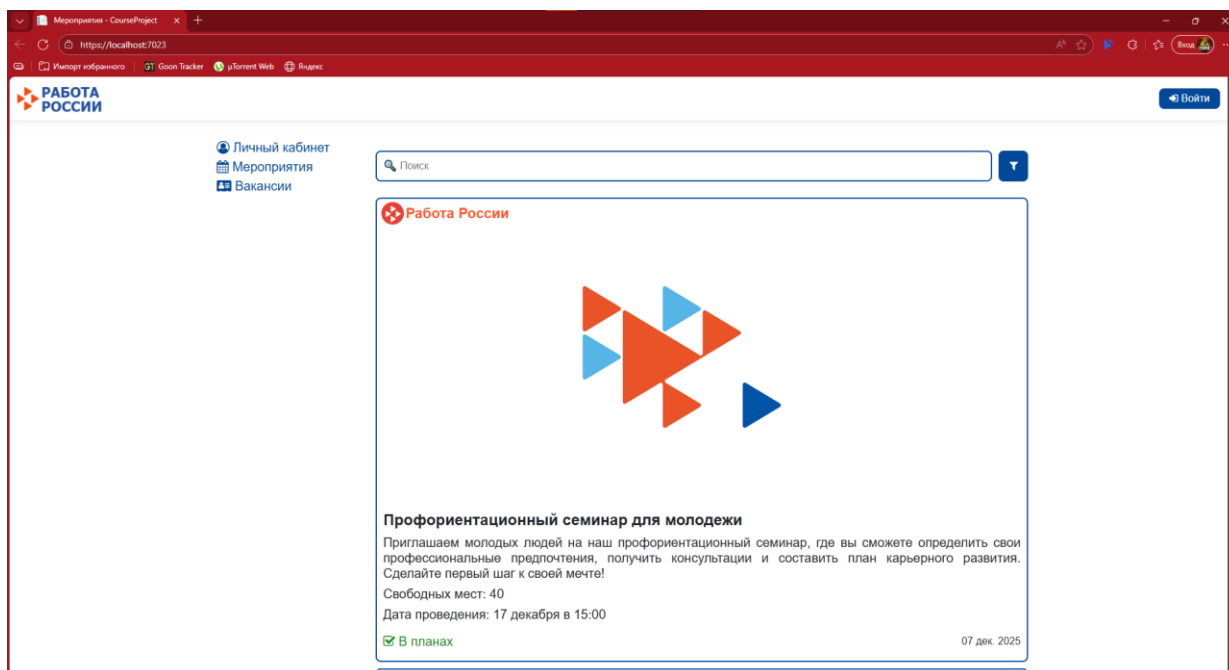 Мероприятия - CourseProject
https://localhost:7023
Вход
Импорт избранного GT Goon Tracker µTorrent Web Яндекс
РАБОТА
РОССИИ
Войти
Личный кабинет
Мероприятия
Вакансии
Поиск
Работа России
Профориентационный семинар для молодежи
Приглашаем молодых людей на наш профориентационный семинар, где вы сможете определить свои
профессиональные предпочтения, получить консультации и составить план карьерного развития.
Сделайте первый шаг к своей мечте!
Свободных мест: 40
Дата проведения: 17 декабря в 15:00
В планах
07 дек. 2025